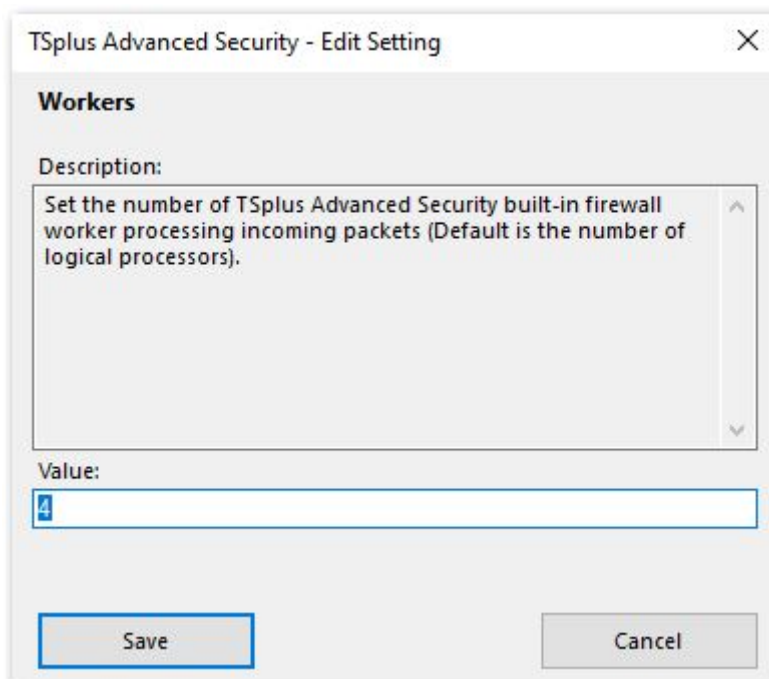 TSplus Advanced Security - Edit Setting
Workers
Description:
Set the number of TSplus Advanced Security built-in firewall
worker processing incoming packets (Default is the number of
logical processors).
Value:
4
Save
Cancel